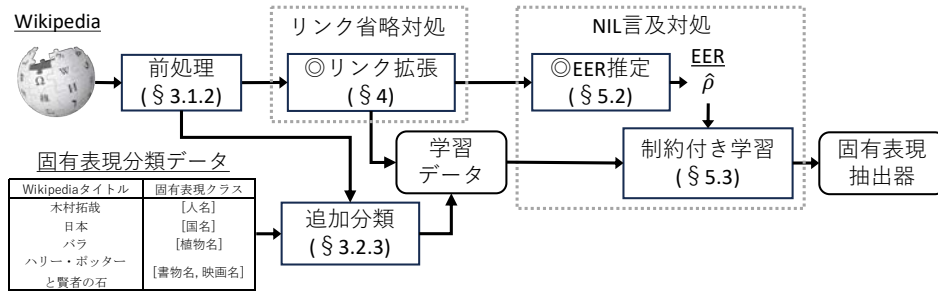 Wikipedia
リンク省略対処
NIL言及対処
前処理
(§3.1.2)
◎リンク拡張
(§4)
◎EER推定
(§5.2)
EER
ρ̂
固有表現分類データ
Wikipediaタイトル 固有表現クラス
木村拓哉 [人名]
日本 [国名]
バラ [植物名]
ハリー・ポッター
と賢者の石
[書物名, 映画名]
追加分類
(§3.2.3)
学習
データ
制約付き学習
(§5.3)
固有表現
抽出器